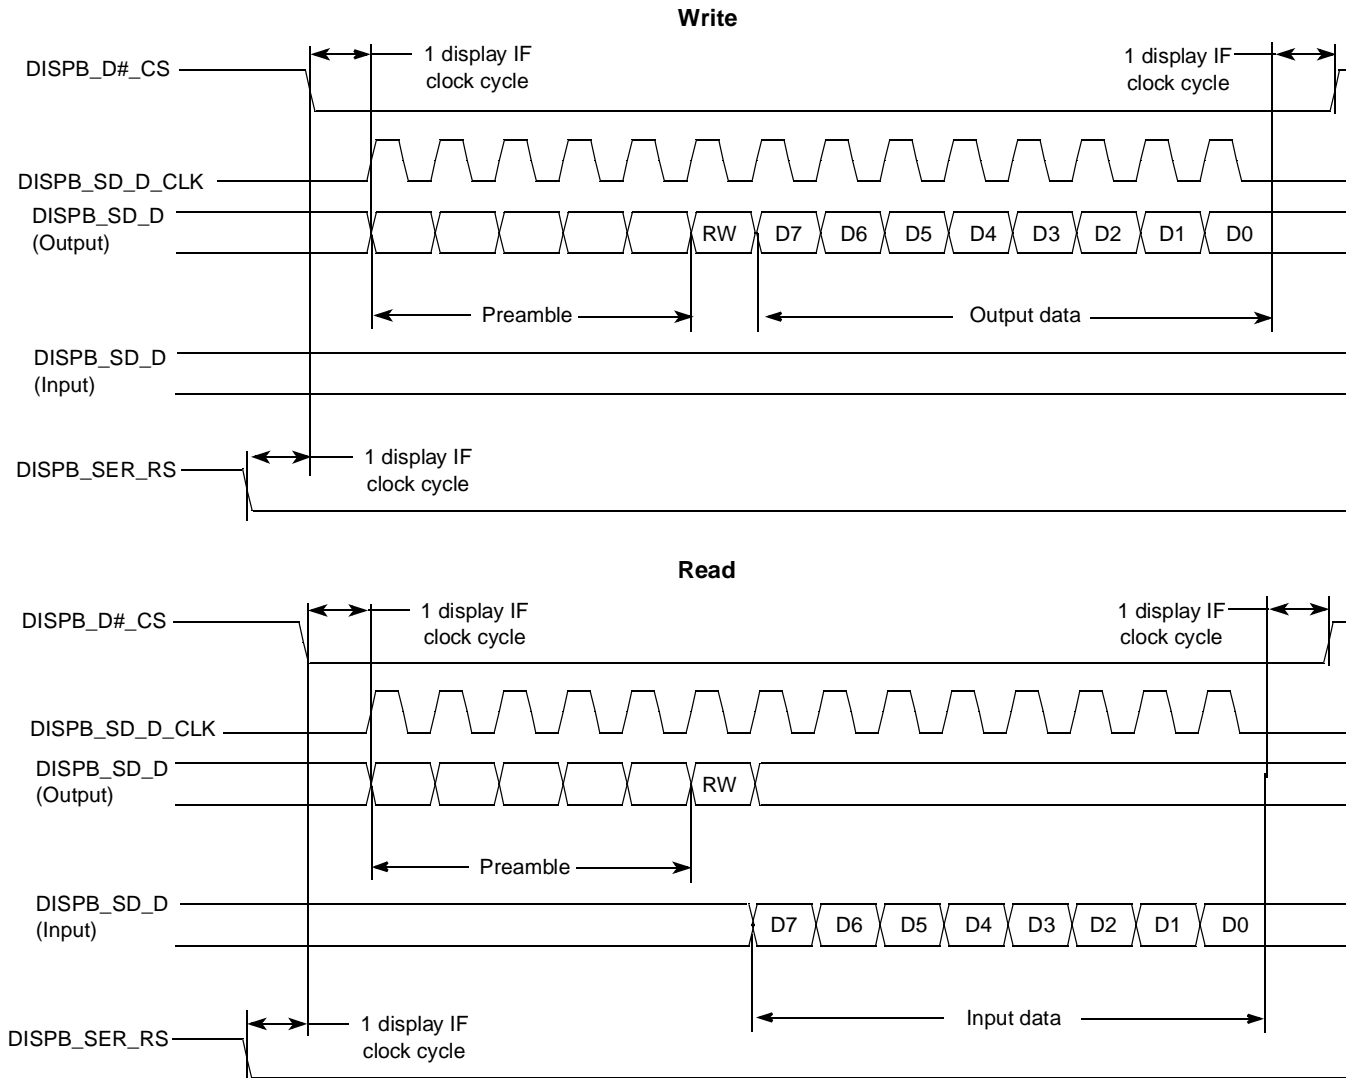 Write
DISPB_D#_CS
1 display IF
clock cycle
1 display IF
clock cycle
DISPB_SD_D_CLK
DISPB_SD_D
(Output)
RW D7 D6 D5 D4 D3 D2 D1 D0
Preamble
Output data
DISPB_SD_D
(Input)
DISPB_SER_RS
1 display IF
clock cycle
Read
DISPB_D#_CS
1 display IF
clock cycle
1 display IF
clock cycle
DISPB_SD_D_CLK
DISPB_SD_D
(Output)
RW
Preamble
DISPB_SD_D
(Input)
D7 D6 D5 D4 D3 D2 D1 D0
Input data
DISPB_SER_RS
1 display IF
clock cycle